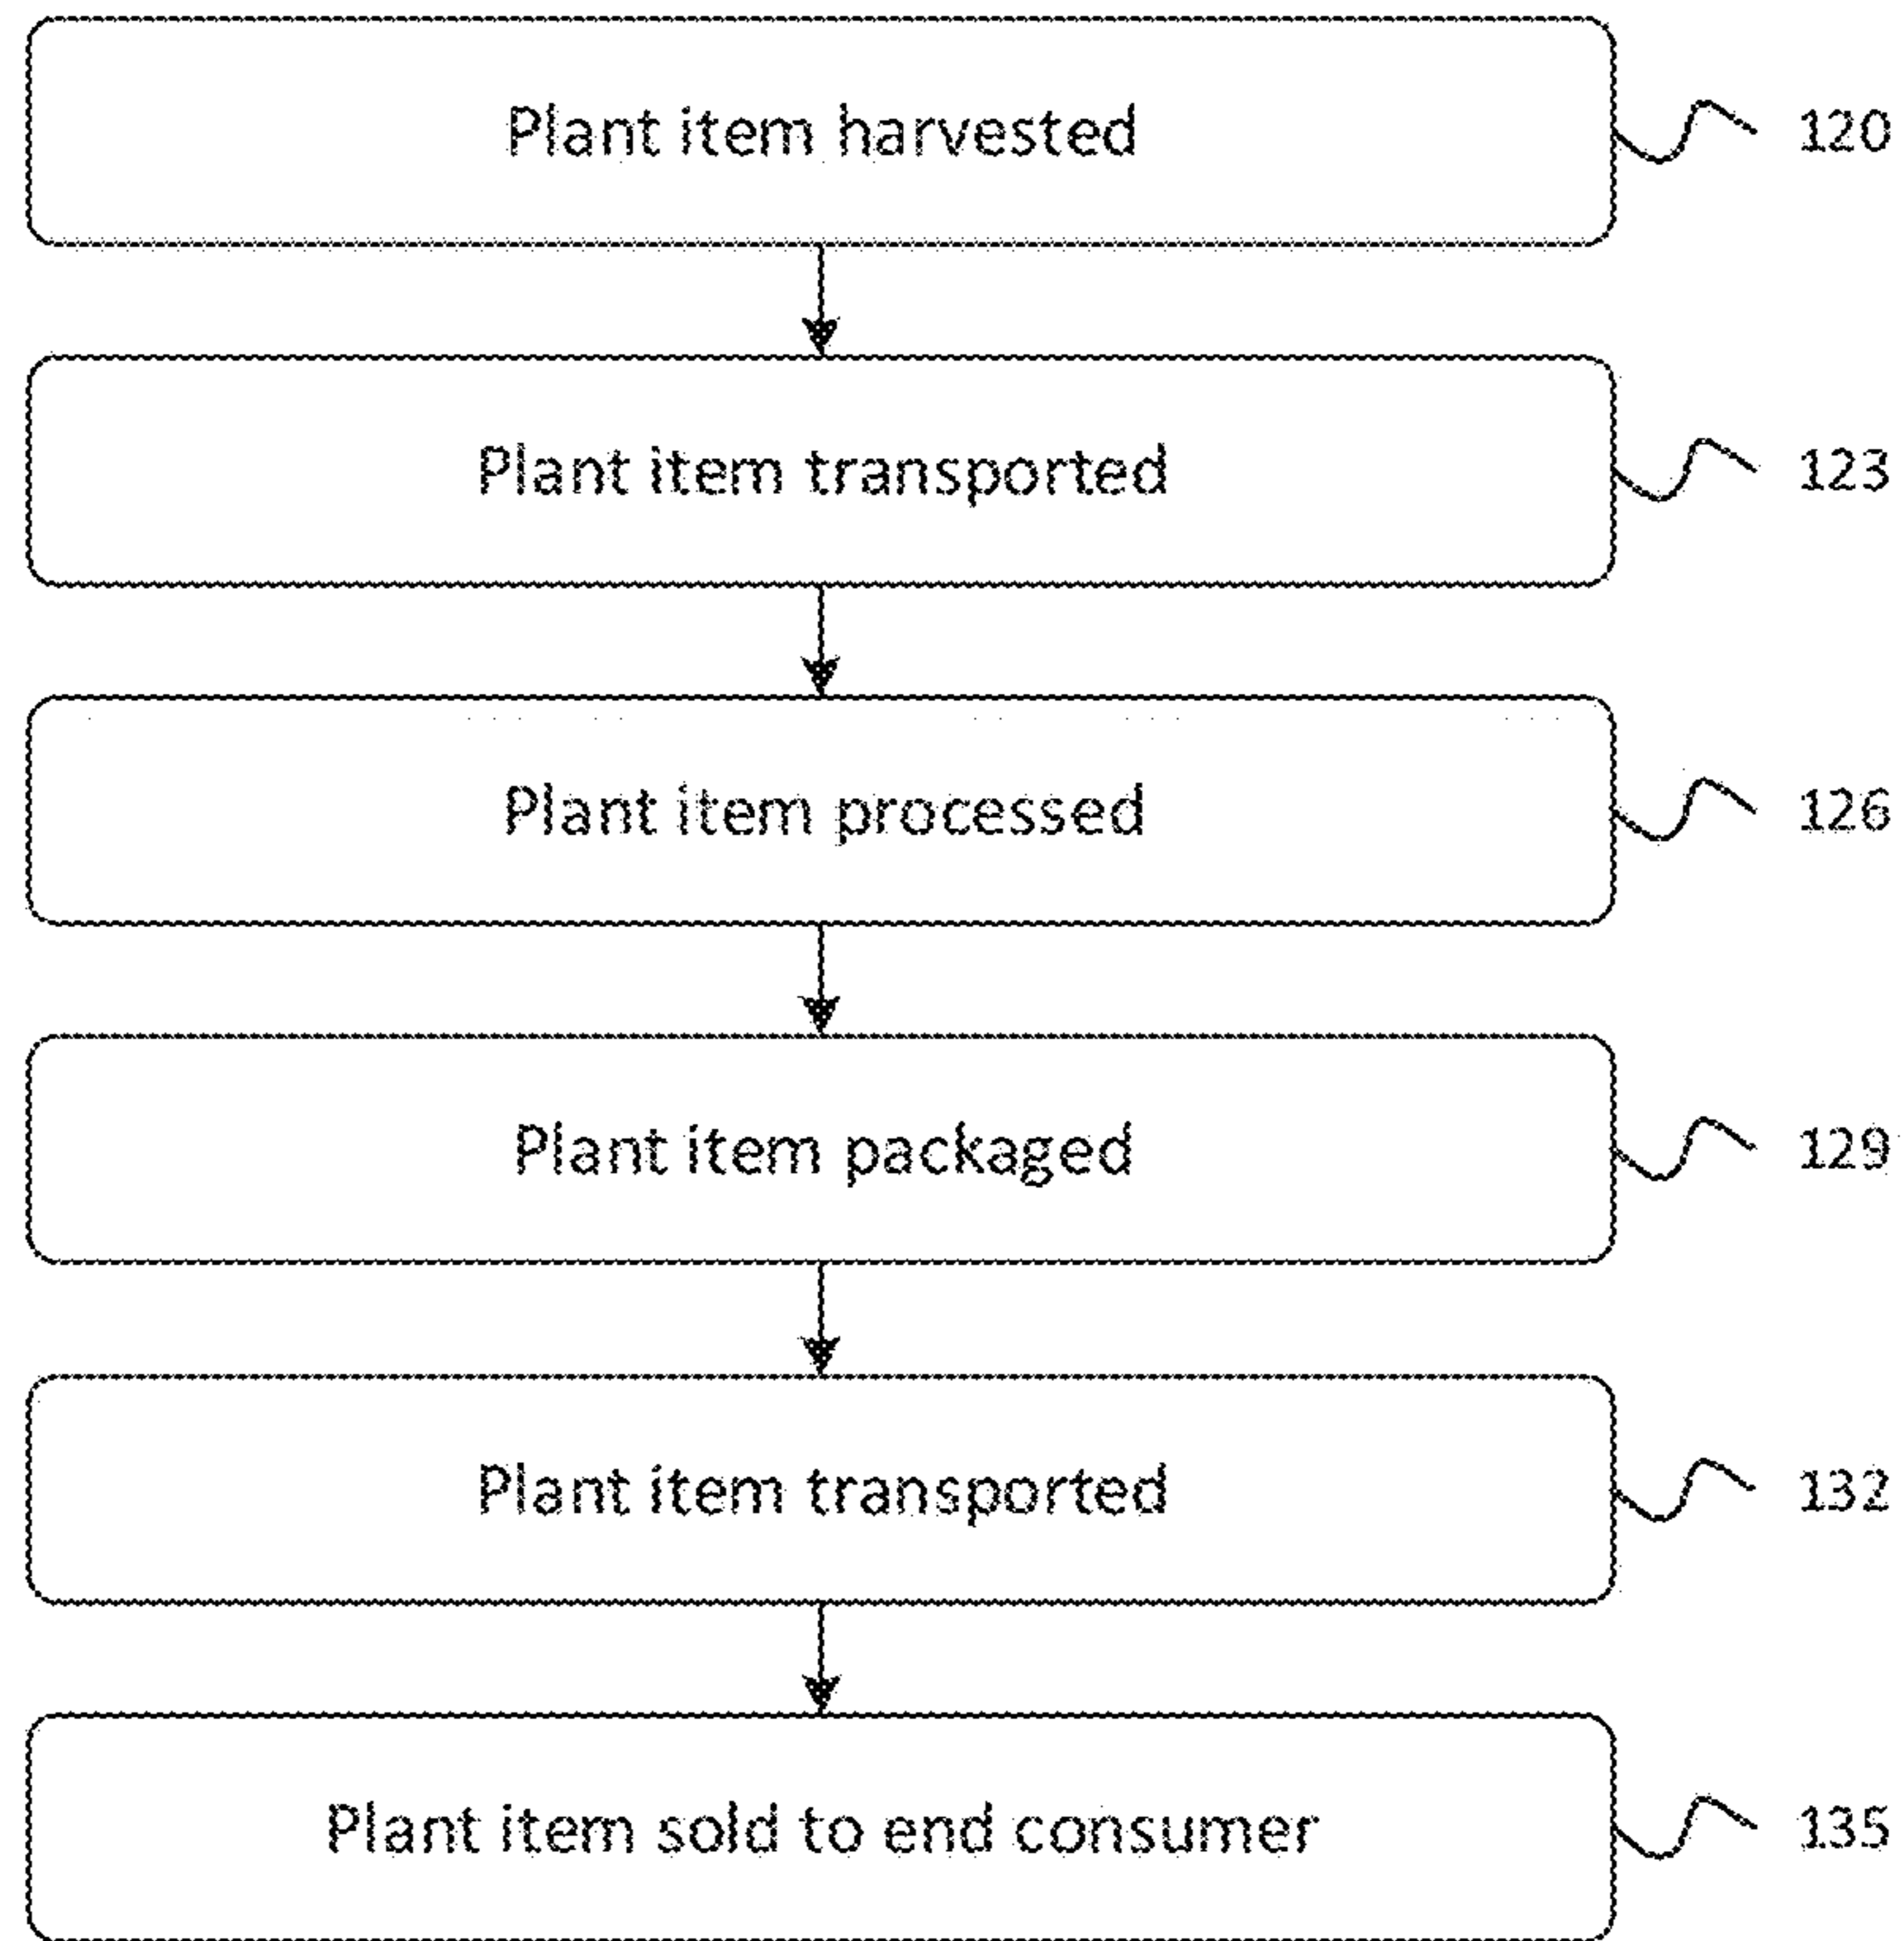 Plant item harvested 120
Plant item transported 123
Plant item processed 126
Plant item packaged 129
Plant item transported 132
Plant item sold to end consumer 135